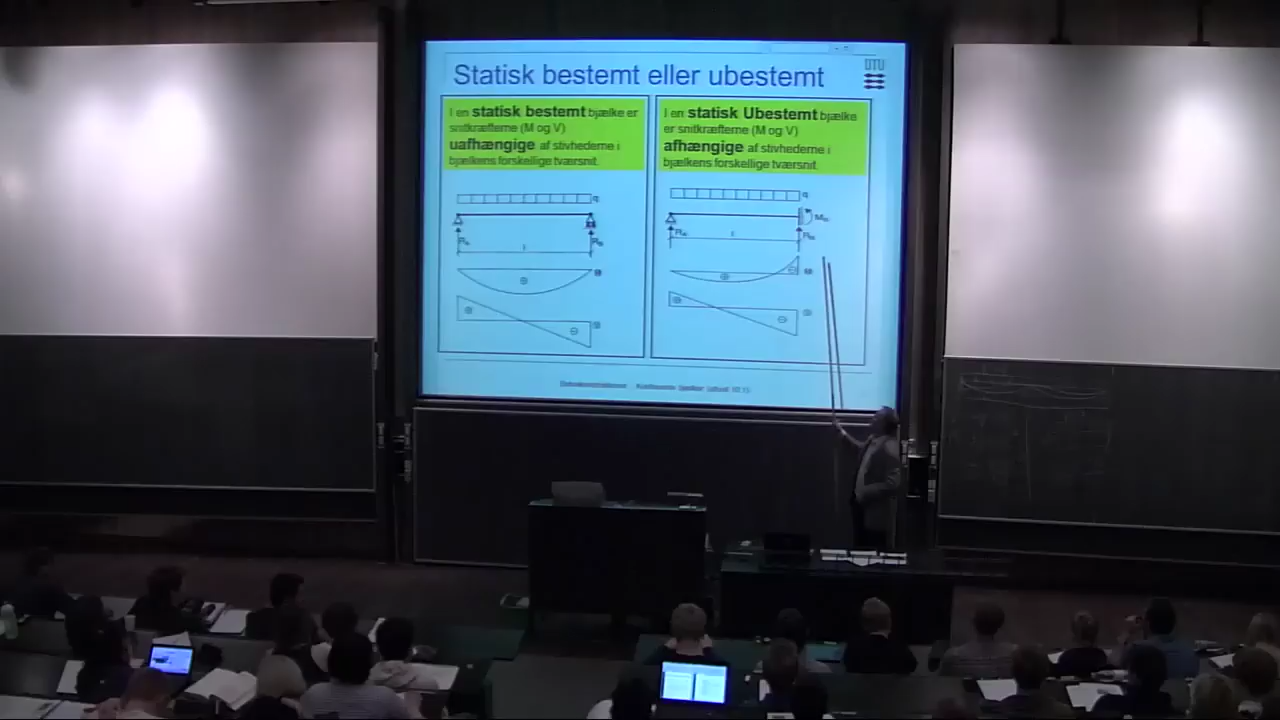 Statisk bestemt eller ubestemt
DTU
I en statisk bestemt bjælke er
snitkræfterne (M og V)
uafhængige af stivhederne i
bjælkens forskellige tværsnit.
I en statisk Ubestemt bjælke
er snitkræfterne (M og V)
afhængige af stivhederne i
bjælkens forskellige tværsnit.
q
q